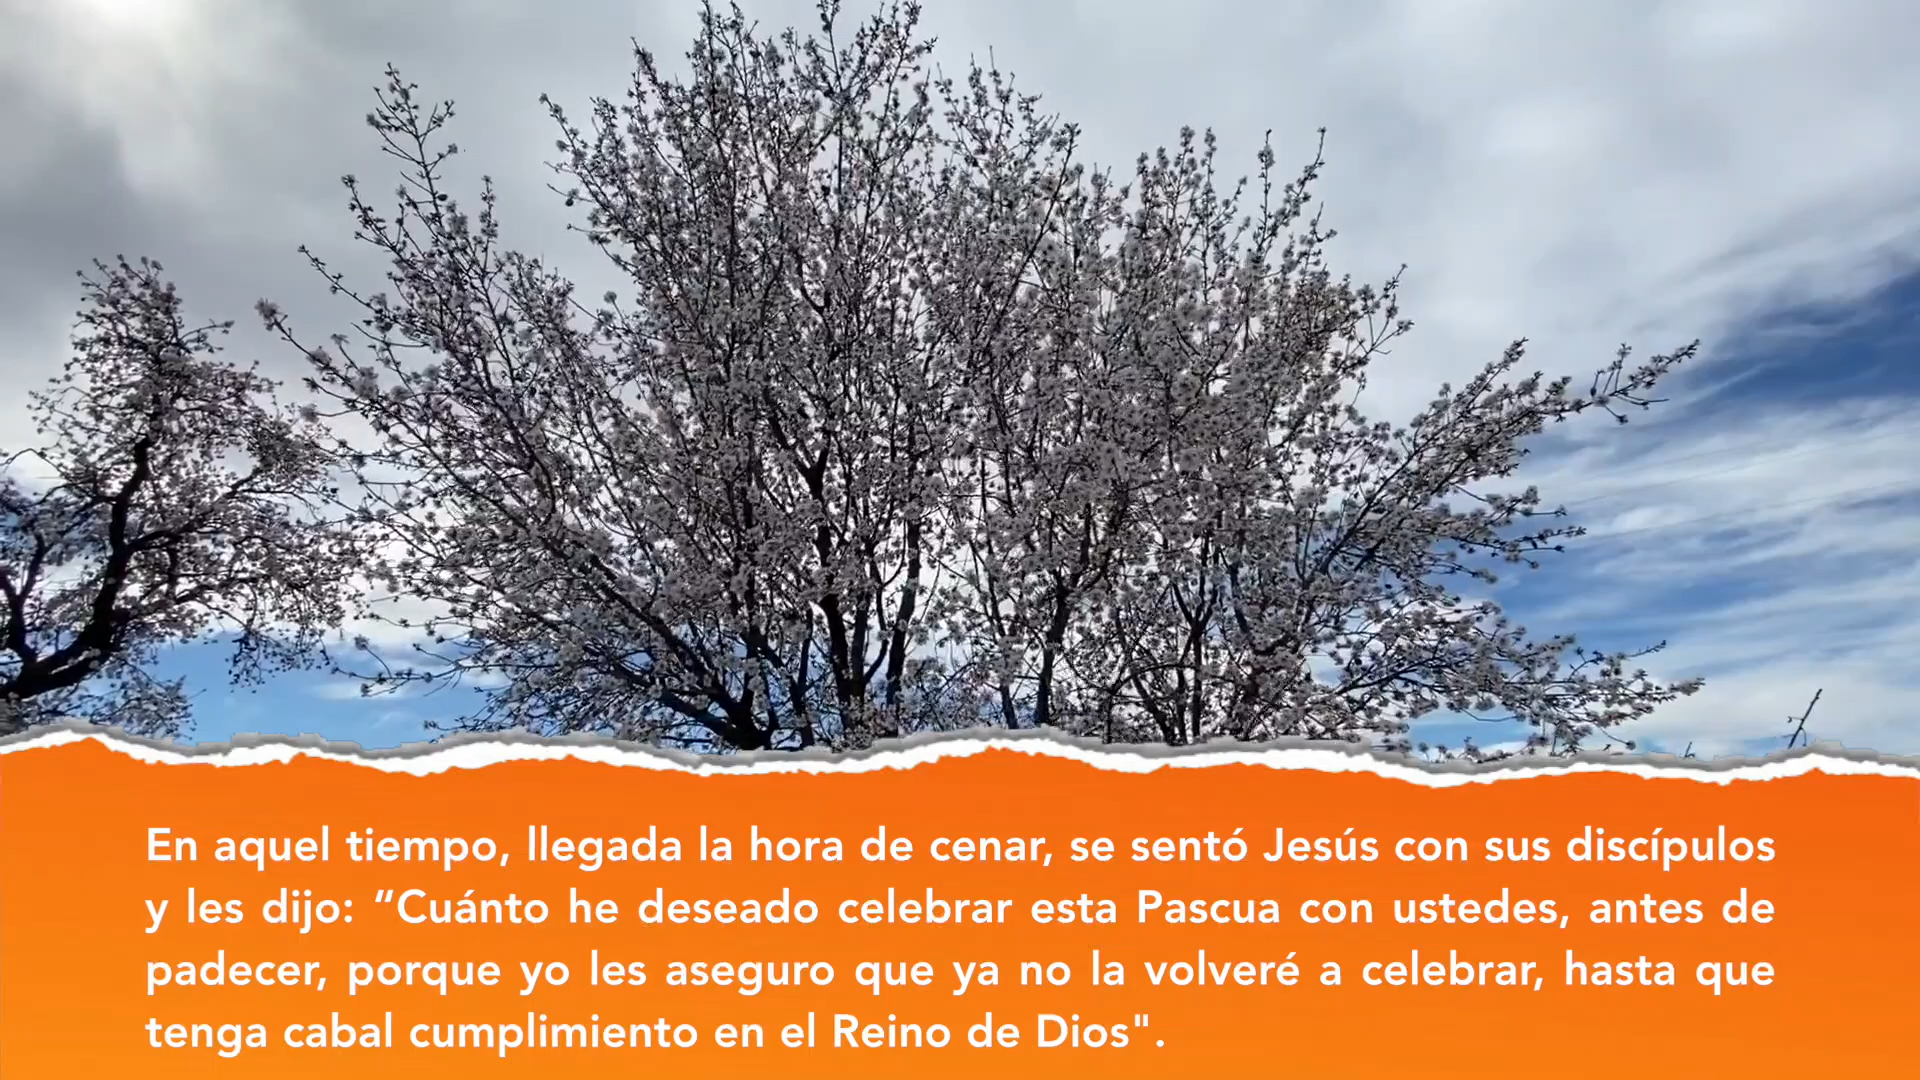 En aquel tiempo, llegada la hora de cenar, se sentó Jesús con sus discípulos
y les dijo: “Cuánto he deseado celebrar esta Pascua con ustedes, antes de
padecer, porque yo les aseguro que ya no la volveré a celebrar, hasta que
tenga cabal cumplimiento en el Reino de Dios".